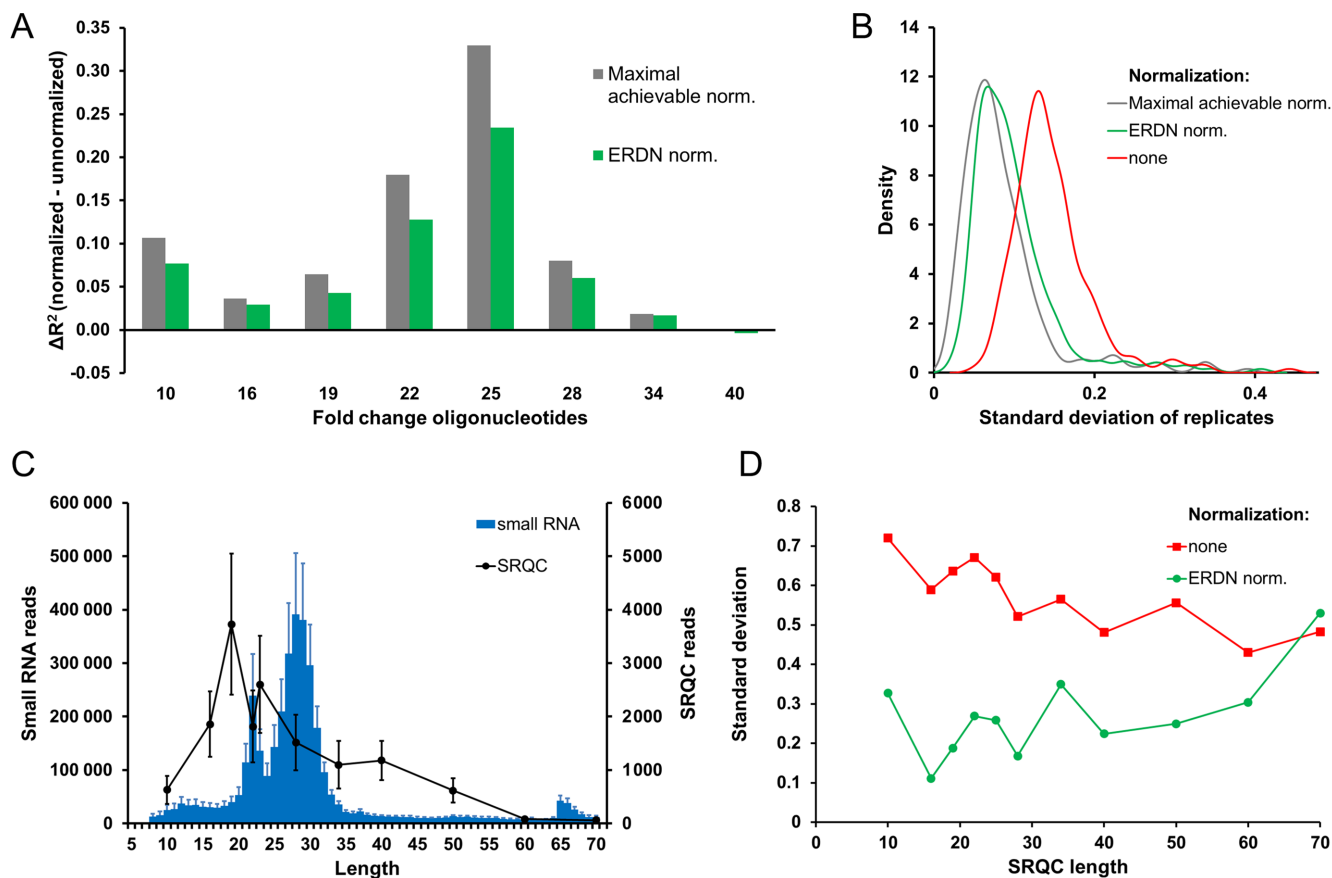 A
ΔR² (normalized - unnormalized)
0.35
0.30
0.25
0.20
0.15
0.10
0.05
0.00
-0.05
Maximal
achievable norm.
ERDN norm.
10 16 19 22 25 28 34 40
Fold change oligonucleotides
B
Density
14
12
10
8
6
4
2
0
Normalization:
Maximal achievable norm.
ERDN norm.
none
0 0.2 0.4
Standard deviation of replicates
C
Small RNA reads
600 000
500 000
400 000
300 000
200 000
100 000
0
small RNA
SRQC
6000
5000
4000
3000
2000
1000
0
SRQC reads
5 10 15 20 25 30 35 40 45 50 55 60 65 70
Length
D
Standard deviation
0.8
0.7
0.6
0.5
0.4
0.3
0.2
0.1
0
Normalization:
none
ERDN norm.
0 10 20 30 40 50 60 70
SRQC length